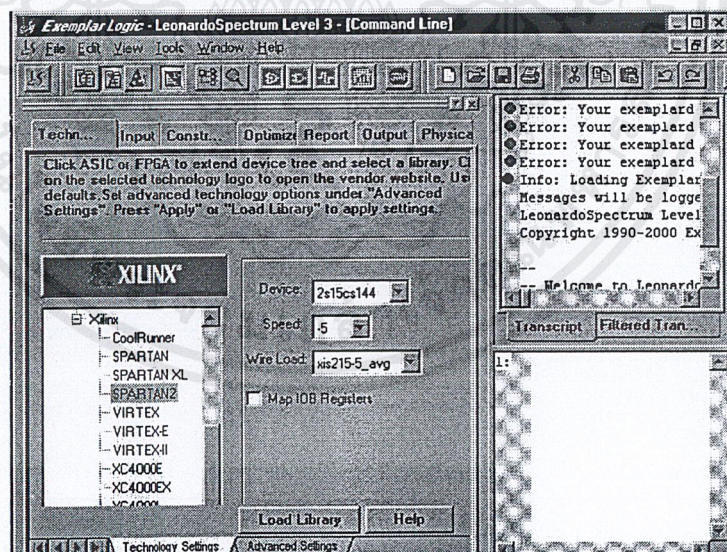 Exemplar Logic - LeonardoSpectrum Level 3 - [Command Line]
File Edit View Tools Window Help
Techn... Input Constr... Optimize Report Output Physica
Click ASIC or FPGA to extend device tree and select a library. Cl
on the selected technology logo to open the vendor website. Us
defaults. Set advanced technology options under "Advanced
Settings". Press "Apply" or "Load Library" to apply settings.
XILINX
Xilinx
CoolRunner
SPARTAN
SPARTAN XL
SPARTAN2
VIRTEX
VIRTEX-E
VIRTEX-II
XC4000E
XC4000EX
Device: 2s15cs144
Speed: -5
Wire Load: xis215-5_avg
Map IOB Registers
Load Library Help
Technology Settings Advanced Settings
Error: Your exemplard
Error: Your exemplard
Error: Your exemplard
Error: Your exemplard
Info: Loading Exemplar
Messages will be logge
LeonardoSpectrum Level
Copyright 1990-2000 Ex
--
-- Welcome to Leonardo
Transcript Filtered Tran...
1: